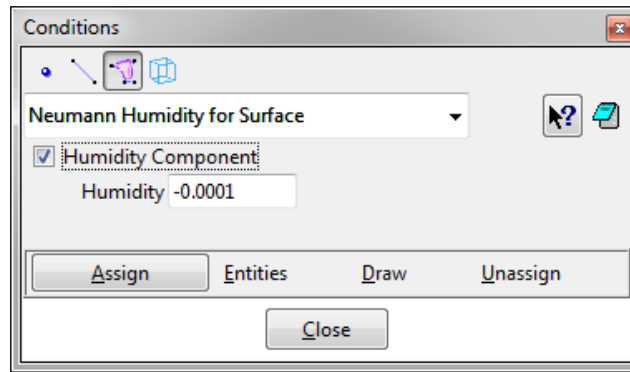 Conditions
Neumann Humidity for Surface
?
Humidity Component
Humidity -0.0001
Assign Entities Draw Unassign
Close